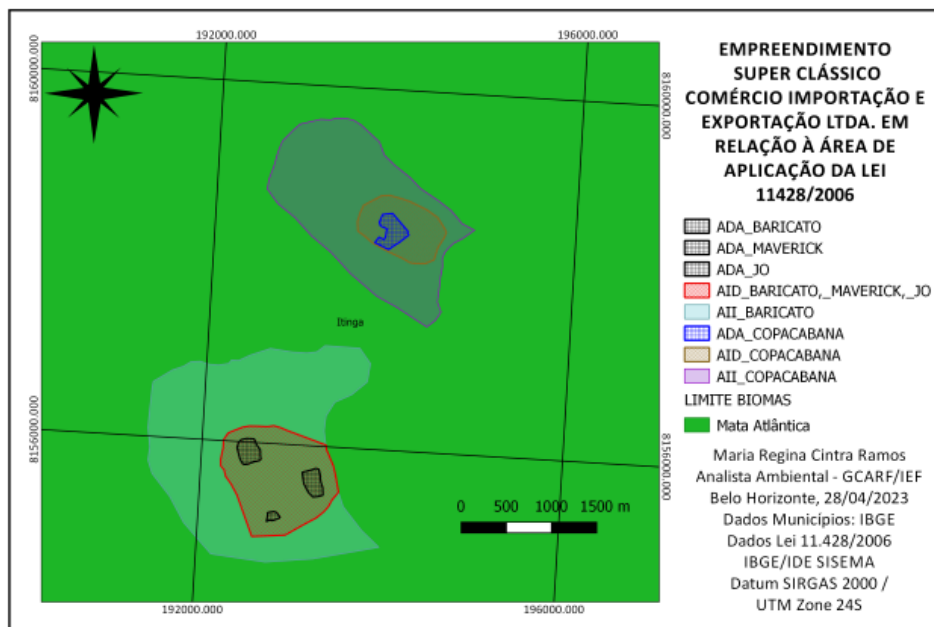 192000.000
196000.000
8160000.000
8160000.000
Itinga
8156000.000
8156000.000
0 500 1000 1500 m
192000.000
196000.000
EMPREENDIMENTO
SUPER CLÁSSICO
COMÉRCIO IMPORTAÇÃO E
EXPORTAÇÃO LTDA. EM
RELAÇÃO À ÁREA DE
APLICAÇÃO DA LEI
11428/2006
ADA_BARICATO
ADA_MAVERICK
ADA_JO
AID_BARICATO,_MAVERICK,_JO
AII_BARICATO
ADA_COPACABANA
AID_COPACABANA
AII_COPACABANA
LIMITE BIOMAS
Mata Atlântica
Maria Regina Cintra Ramos
Analista Ambiental - GCARF/IEF
Belo Horizonte, 28/04/2023
Dados Municípios: IBGE
Dados Lei 11.428/2006
IBGE/IDE SISEMA
Datum SIRGAS 2000 /
UTM Zone 24S